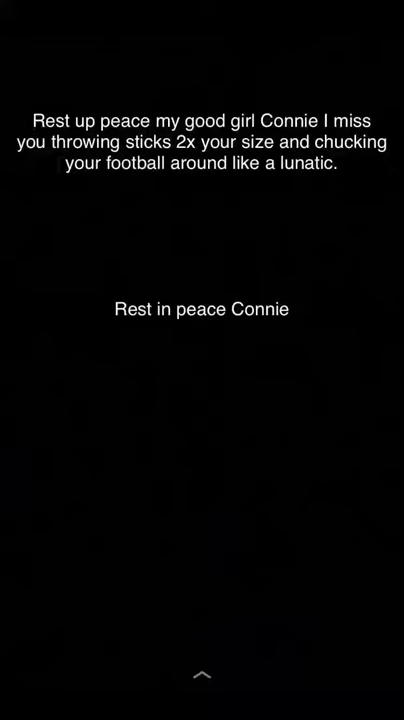 Rest up peace my good girl Connie I miss
you throwing sticks 2x your size and chucking
your football around like a lunatic.
Rest in peace Connie